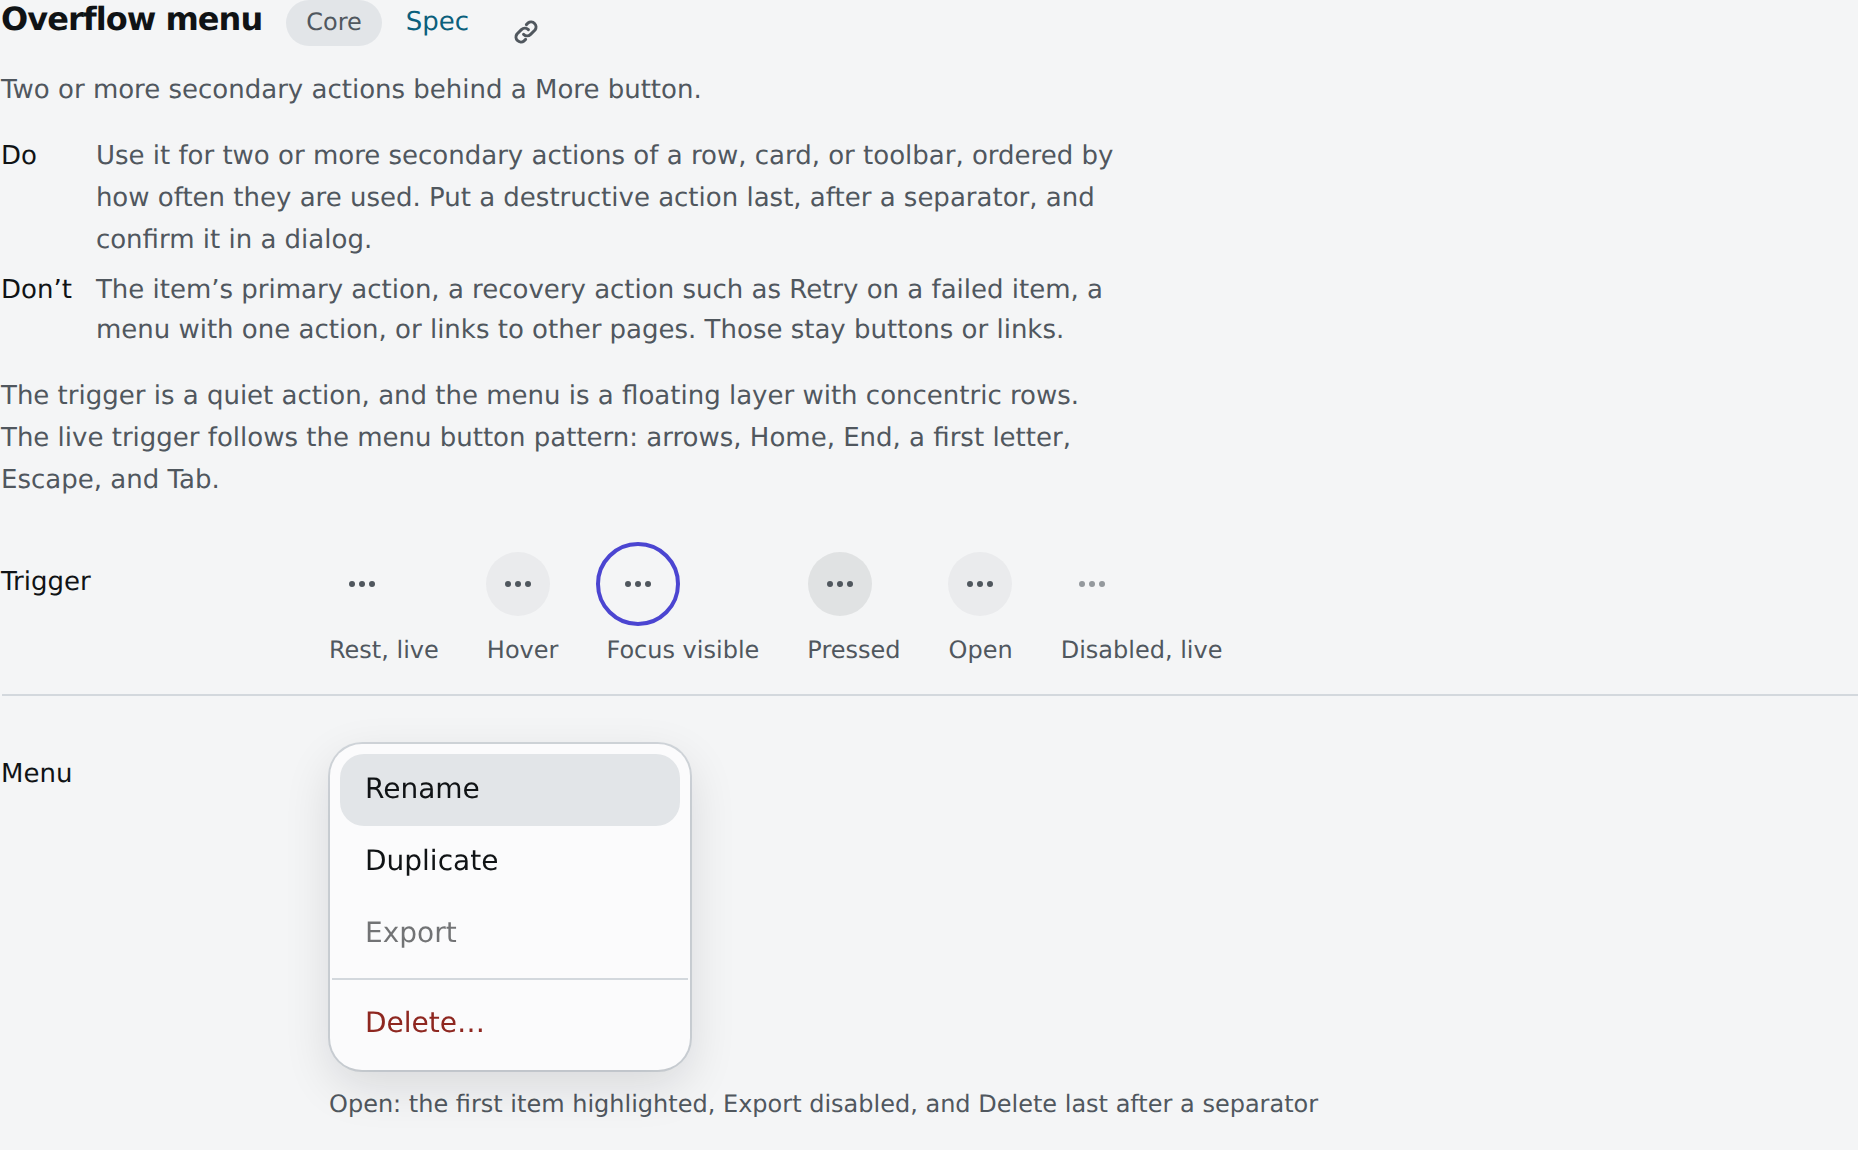 Overflow menu Core Spec
Two or more secondary actions behind a More button.
Do Use it for two or more secondary actions of a row, card, or toolbar, ordered by
how often they are used. Put a destructive action last, after a separator, and
confirm it in a dialog.
Don’t The item’s primary action, a recovery action such as Retry on a failed item, a
menu with one action, or links to other pages. Those stay buttons or links.
The trigger is a quiet action, and the menu is a floating layer with concentric rows.
The live trigger follows the menu button pattern: arrows, Home, End, a first letter,
Escape, and Tab.
Trigger
Rest, live Hover Focus visible Pressed Open Disabled, live
Menu
Rename
Duplicate
Export
Delete…
Open: the first item highlighted, Export disabled, and Delete last after a separator